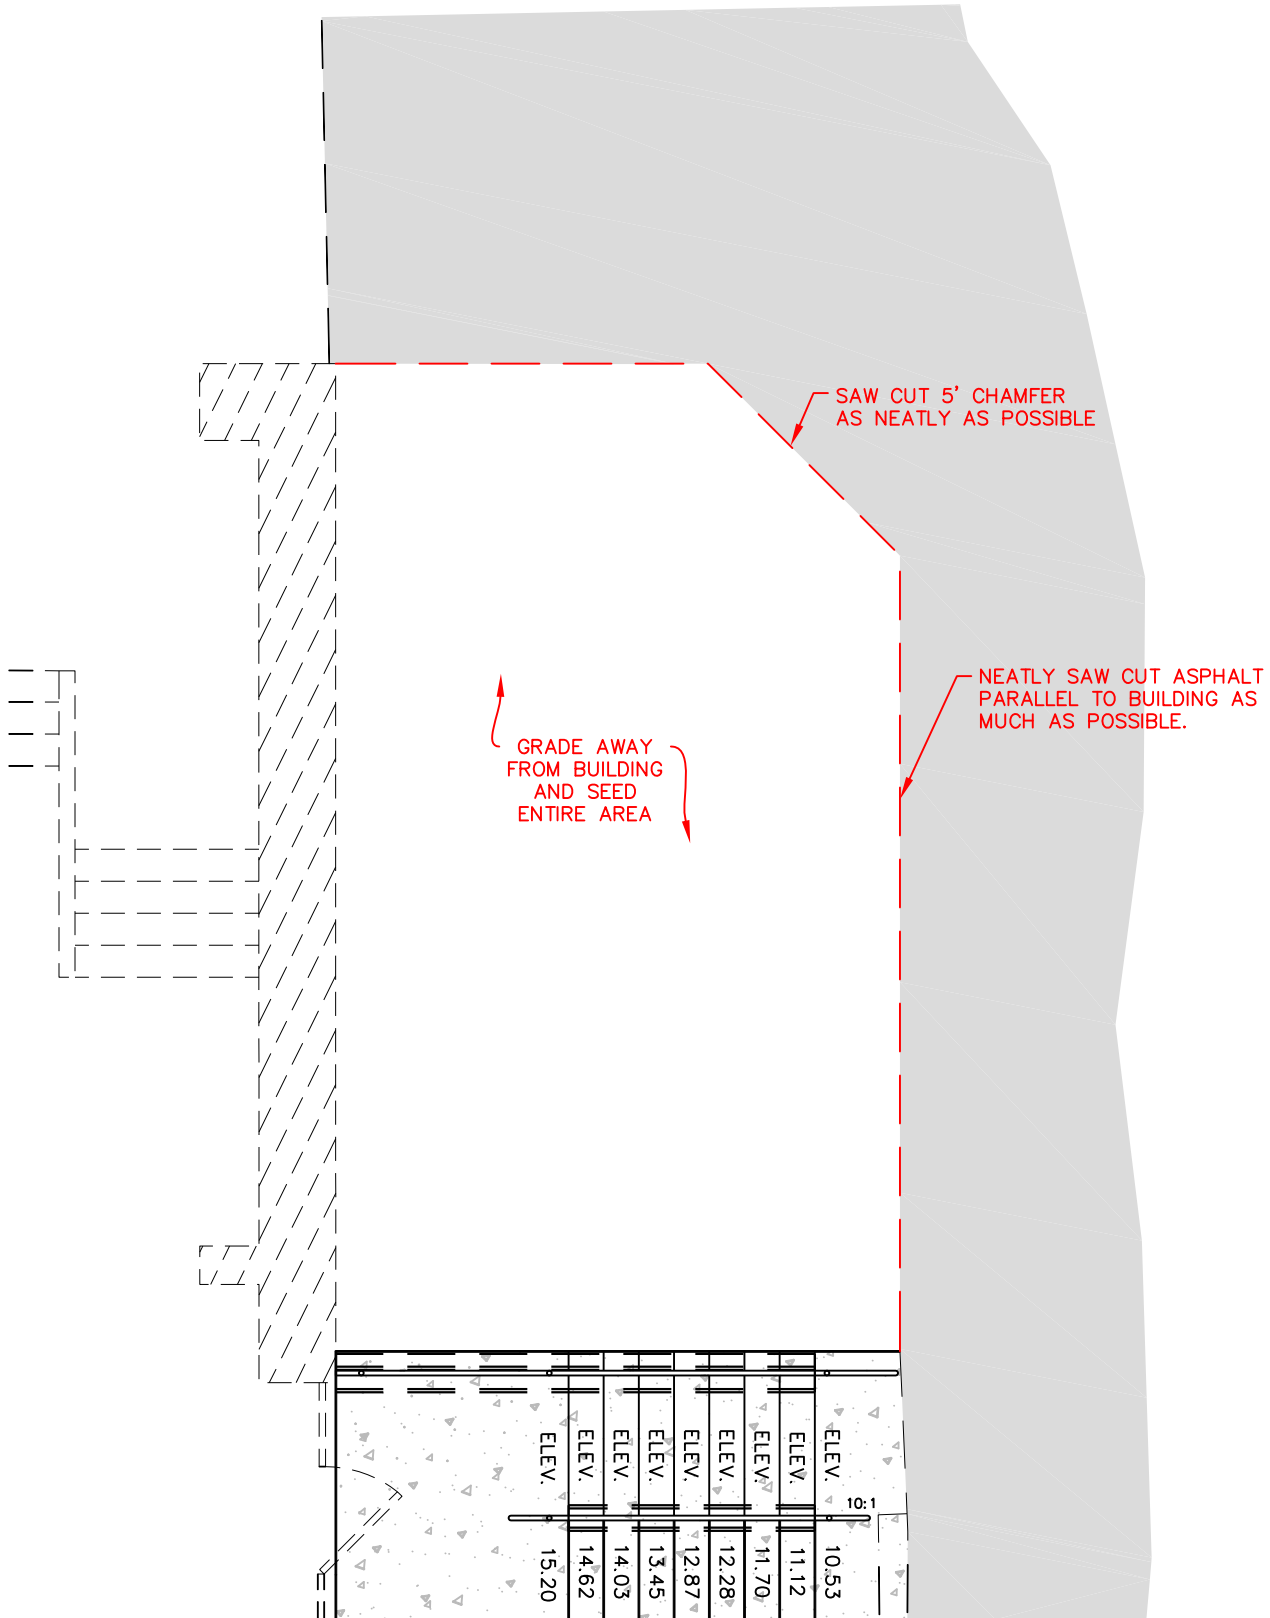 SAW CUT 5' CHAMFER
AS NEATLY AS POSSIBLE
NEATLY SAW CUT ASPHALT
PARALLEL TO BUILDING AS
MUCH AS POSSIBLE.
GRADE AWAY
FROM BUILDING
AND SEED
ENTIRE AREA
10:1
ELEV. 10.53
ELEV. 11.12
ELEV. 11.70
ELEV. 12.28
ELEV. 12.87
ELEV. 13.45
ELEV. 14.03
ELEV. 14.62
ELEV. 15.20